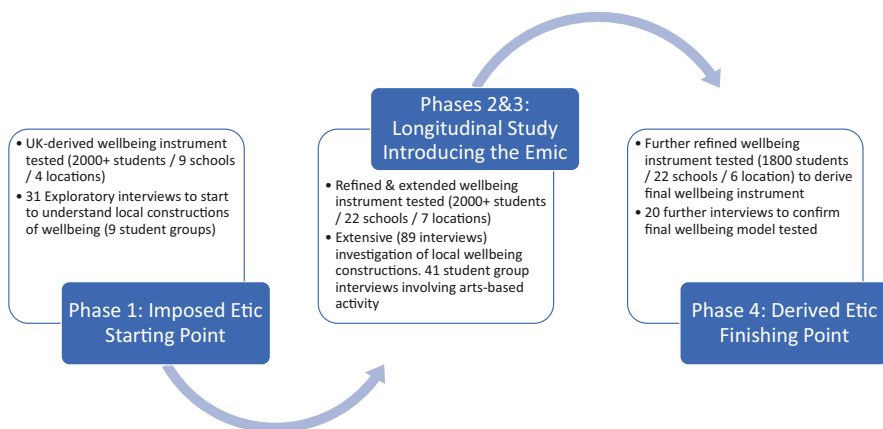 • UK-derived wellbeing instrument
tested (2000+ students / 9 schools
/ 4 locations)
• 31 Exploratory interviews to start
to understand local constructions
of wellbeing (9 student groups)
Phase 1: Imposed Etic
Starting Point
Phases 2&3:
Longitudinal Study
Introducing the Emic
• Refined & extended wellbeing
instrument tested (2000+ students
/ 22 schools / 7 locations)
• Extensive (89 interviews)
investigation of local wellbeing
constructions. 41 student group
interviews involving arts-based
activity
• Further refined wellbeing
instrument tested (1800 students
/ 22 schools / 6 location) to derive
final wellbeing instrument
• 20 further interviews to confirm
final wellbeing model tested
Phase 4: Derived Etic
Finishing Point